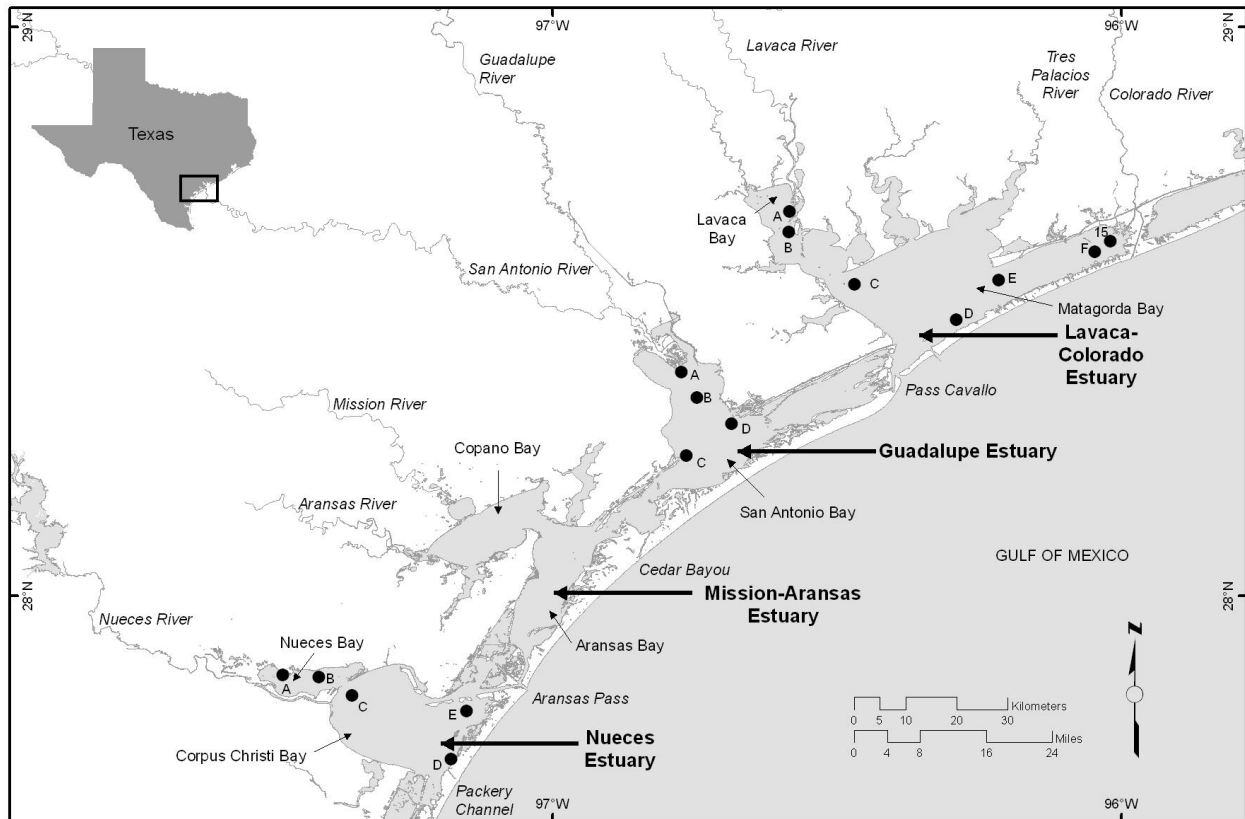 97°W
96°W
29°N
29°N
Texas
Guadalupe
River
Lavaca River
Tres
Palacios
River
Colorado River
Lavaca
Bay
A
B
C
D
E
F
15
Matagorda Bay
Lavaca-
Colorado
Estuary
San Antonio River
A
B
D
C
Pass Cavallo
Guadalupe Estuary
San Antonio Bay
Mission River
Copano Bay
Aransas River
GULF OF MEXICO
Cedar Bayou
Mission-Aransas
Estuary
Aransas Bay
28°N
28°N
Nueces River
Nueces Bay
A
B
C
E
D
Aransas Pass
Corpus Christi Bay
Nueces
Estuary
Packery
Channel
N
Kilometers
0 5 10 20 30
Miles
0 4 8 16 24
97°W
96°W